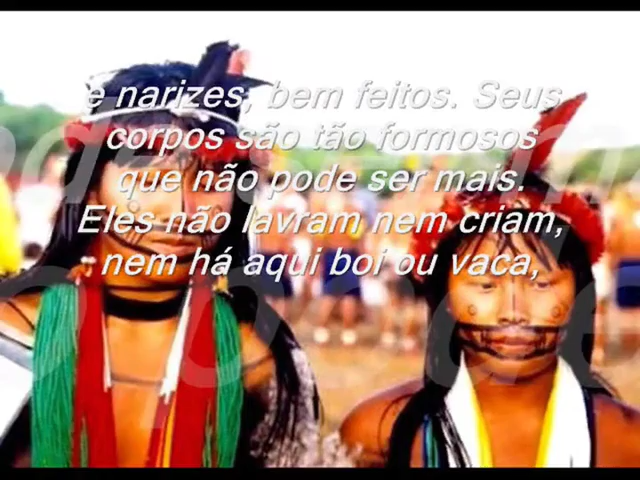 e narizes, bem feitos. Seus
corpos são tão formosos
que não pode ser mais.
Eles não lavram nem criam,
nem há aqui boi ou vaca,